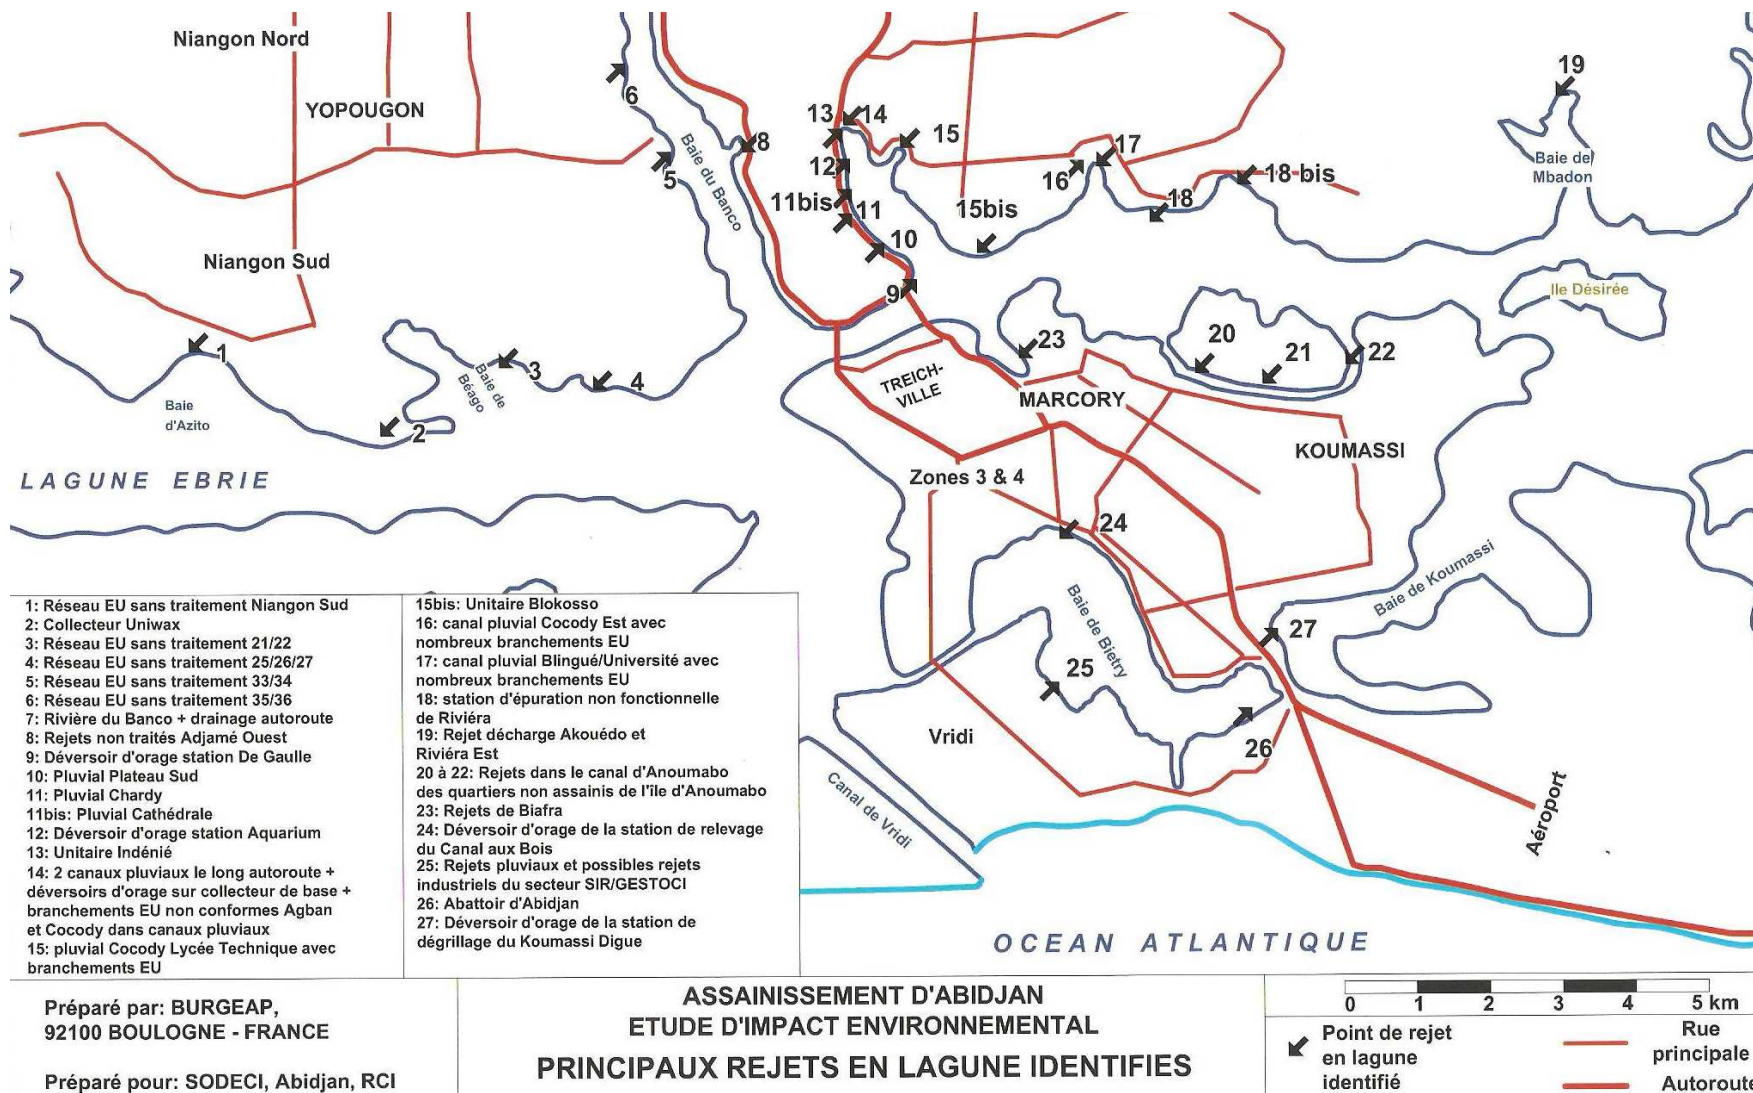 Niangon Nord
19
6
YOPOUGON
13
14
8
15
17
Baie du Banco
12
16
18 bis
Baie de
Mbadon
5
11bis
11
15bis
18
10
Niangon Sud
9
Ile Désirée
23
20
21
22
1
3
4
TREICH-
VILLE
MARCORY
Baie de
Béago
Baie
d'Azito
2
KOUMASSI
LAGUNE EBRIE
Zones 3 & 4
24
Baie de Koumassi
Baie de Bietry
27
25
Vridi
26
Canal de Vridi
Aéroport
OCEAN ATLANTIQUE
1: Réseau EU sans traitement Niangon Sud
2: Collecteur Uniwax
3: Réseau EU sans traitement 21/22
4: Réseau EU sans traitement 25/26/27
5: Réseau EU sans traitement 33/34
6: Réseau EU sans traitement 35/36
7: Rivière du Banco + drainage autoroute
8: Rejets non traités Adjamé Ouest
9: Déversoir d'orage station De Gaulle
10: Pluvial Plateau Sud
11: Pluvial Chardy
11bis: Pluvial Cathédrale
12: Déversoir d'orage station Aquarium
13: Unitaire Indénié
14: 2 canaux pluviaux le long autoroute +
déversoirs d'orage sur collecteur de base +
branchements EU non conformes Agban
et Cocody dans canaux pluviaux
15: pluvial Cocody Lycée Technique avec
branchements EU
15bis: Unitaire Blokosso
16: canal pluvial Cocody Est avec
nombreux branchements EU
17: canal pluvial Blingué/Université avec
nombreux branchements EU
18: station d'épuration non fonctionnelle
de Riviéra
19: Rejet décharge Akouédo et
Riviéra Est
20 à 22: Rejets dans le canal d'Anoumabo
des quartiers non assainis de l'île d'Anoumabo
23: Rejets de Biafra
24: Déversoir d'orage de la station de relevage
du Canal aux Bois
25: Rejets pluviaux et possibles rejets
industriels du secteur SIR/GESTOCI
26: Abattoir d'Abidjan
27: Déversoir d'orage de la station de
dégrillage du Koumassi Digue
Préparé par: BURGEAP,
92100 BOULOGNE - FRANCE
Préparé pour: SODECI, Abidjan, RCI
ASSAINISSEMENT D'ABIDJAN
ETUDE D'IMPACT ENVIRONNEMENTAL
PRINCIPAUX REJETS EN LAGUNE IDENTIFIES
0 1 2 3 4 5 km
Point de rejet
en lagune
identifié
Rue
principale
Autoroute